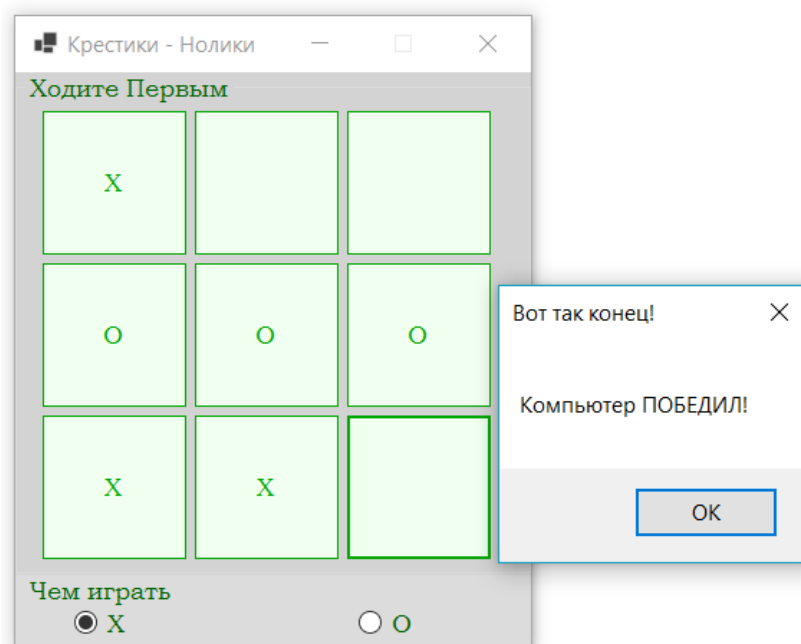 Крестики - Нолики
Ходите Первым
X
O O O
X X
Вот так конец!
Компьютер ПОБЕДИЛ!
OK
Чем играть
X O